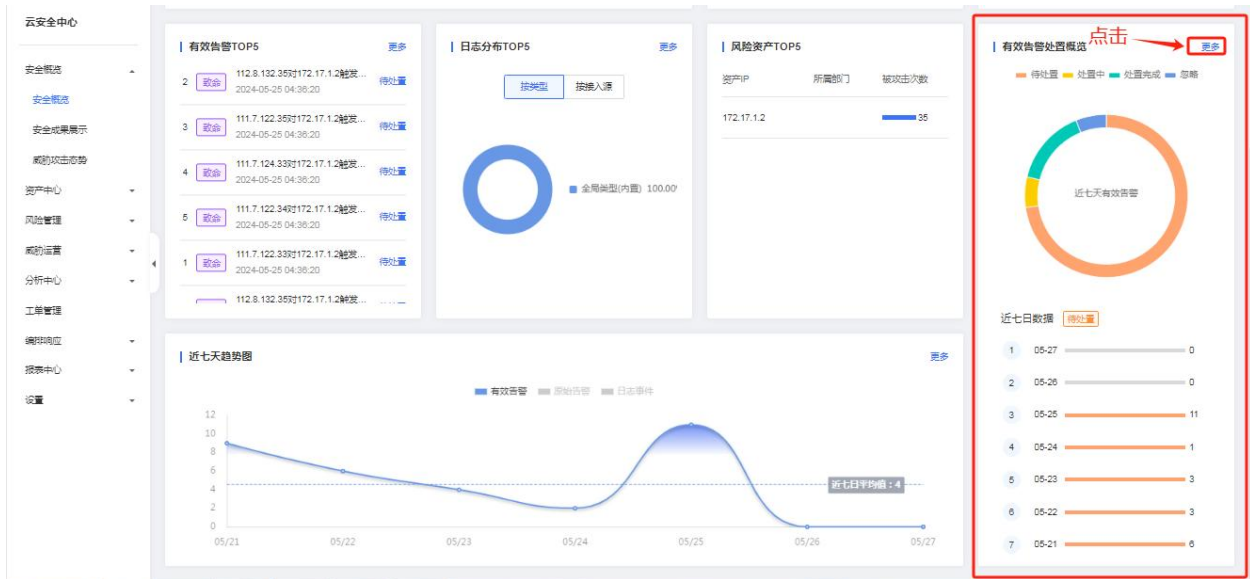 云安全中心
安全概览
安全概览
安全成果展示
威胁攻击态势
资产中心
风险管理
威胁运营
分析中心
工单管理
编排响应
报表中心
设置
有效告警TOP5 更多
2 致命 112.8.132.35对172.17.1.2触发... 待处置
2024-05-25 04:36:20
3 致命 111.7.122.35对172.17.1.2触发... 待处置
2024-05-25 04:36:20
4 致命 111.7.124.33对172.17.1.2触发... 待处置
2024-05-25 04:36:20
5 致命 111.7.122.34对172.17.1.2触发... 待处置
2024-05-25 04:36:20
1 致命 111.7.122.33对172.17.1.2触发... 待处置
2024-05-25 04:36:20
112.8.132.35对172.17.1.2触发...
日志分布TOP5 更多
按类型 按接入源
全局类型(内置) 100.00
风险资产TOP5
资产IP 所属部门 被攻击次数
172.17.1.2 35
有效告警处置概览 点击 更多
待处置 处置中 处置完成 忽略
近七天有效告警
近七日数据 待处置
1 05-27 0
2 05-26 0
3 05-25 11
4 05-24 1
5 05-23 3
6 05-22 3
7 05-21 6
近七天趋势图 更多
有效告警 原始告警 日志事件
12
10
8
6
4
2
0
近七日平均值：4
05/21 05/22 05/23 05/24 05/25 05/26 05/27